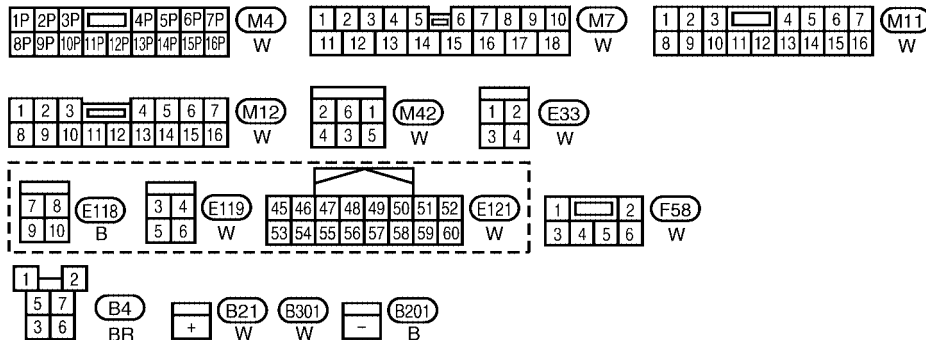 1P 2P 3P 4P 5P 6P 7P M4 1 2 3 4 5 6 7 8 9 10 M7 1 2 3 4 5 6 7 M11
8P 9P 10P 11P 12P 13P 14P 15P 16P W 11 12 13 14 15 16 17 18 W 8 9 10 11 12 13 14 15 16 W
1 2 3 4 5 6 7 M12 2 6 1 M42 1 2 E33
8 9 10 11 12 13 14 15 16 W 4 3 5 W 3 4 W
7 8 E118 3 4 E119 45 46 47 48 49 50 51 52 E121 1 2 F58
9 10 B 5 6 W 53 54 55 56 57 58 59 60 W 3 4 5 6 W
1 2
5 7 B4 B21 B301 B201
3 6 BR + W W - B